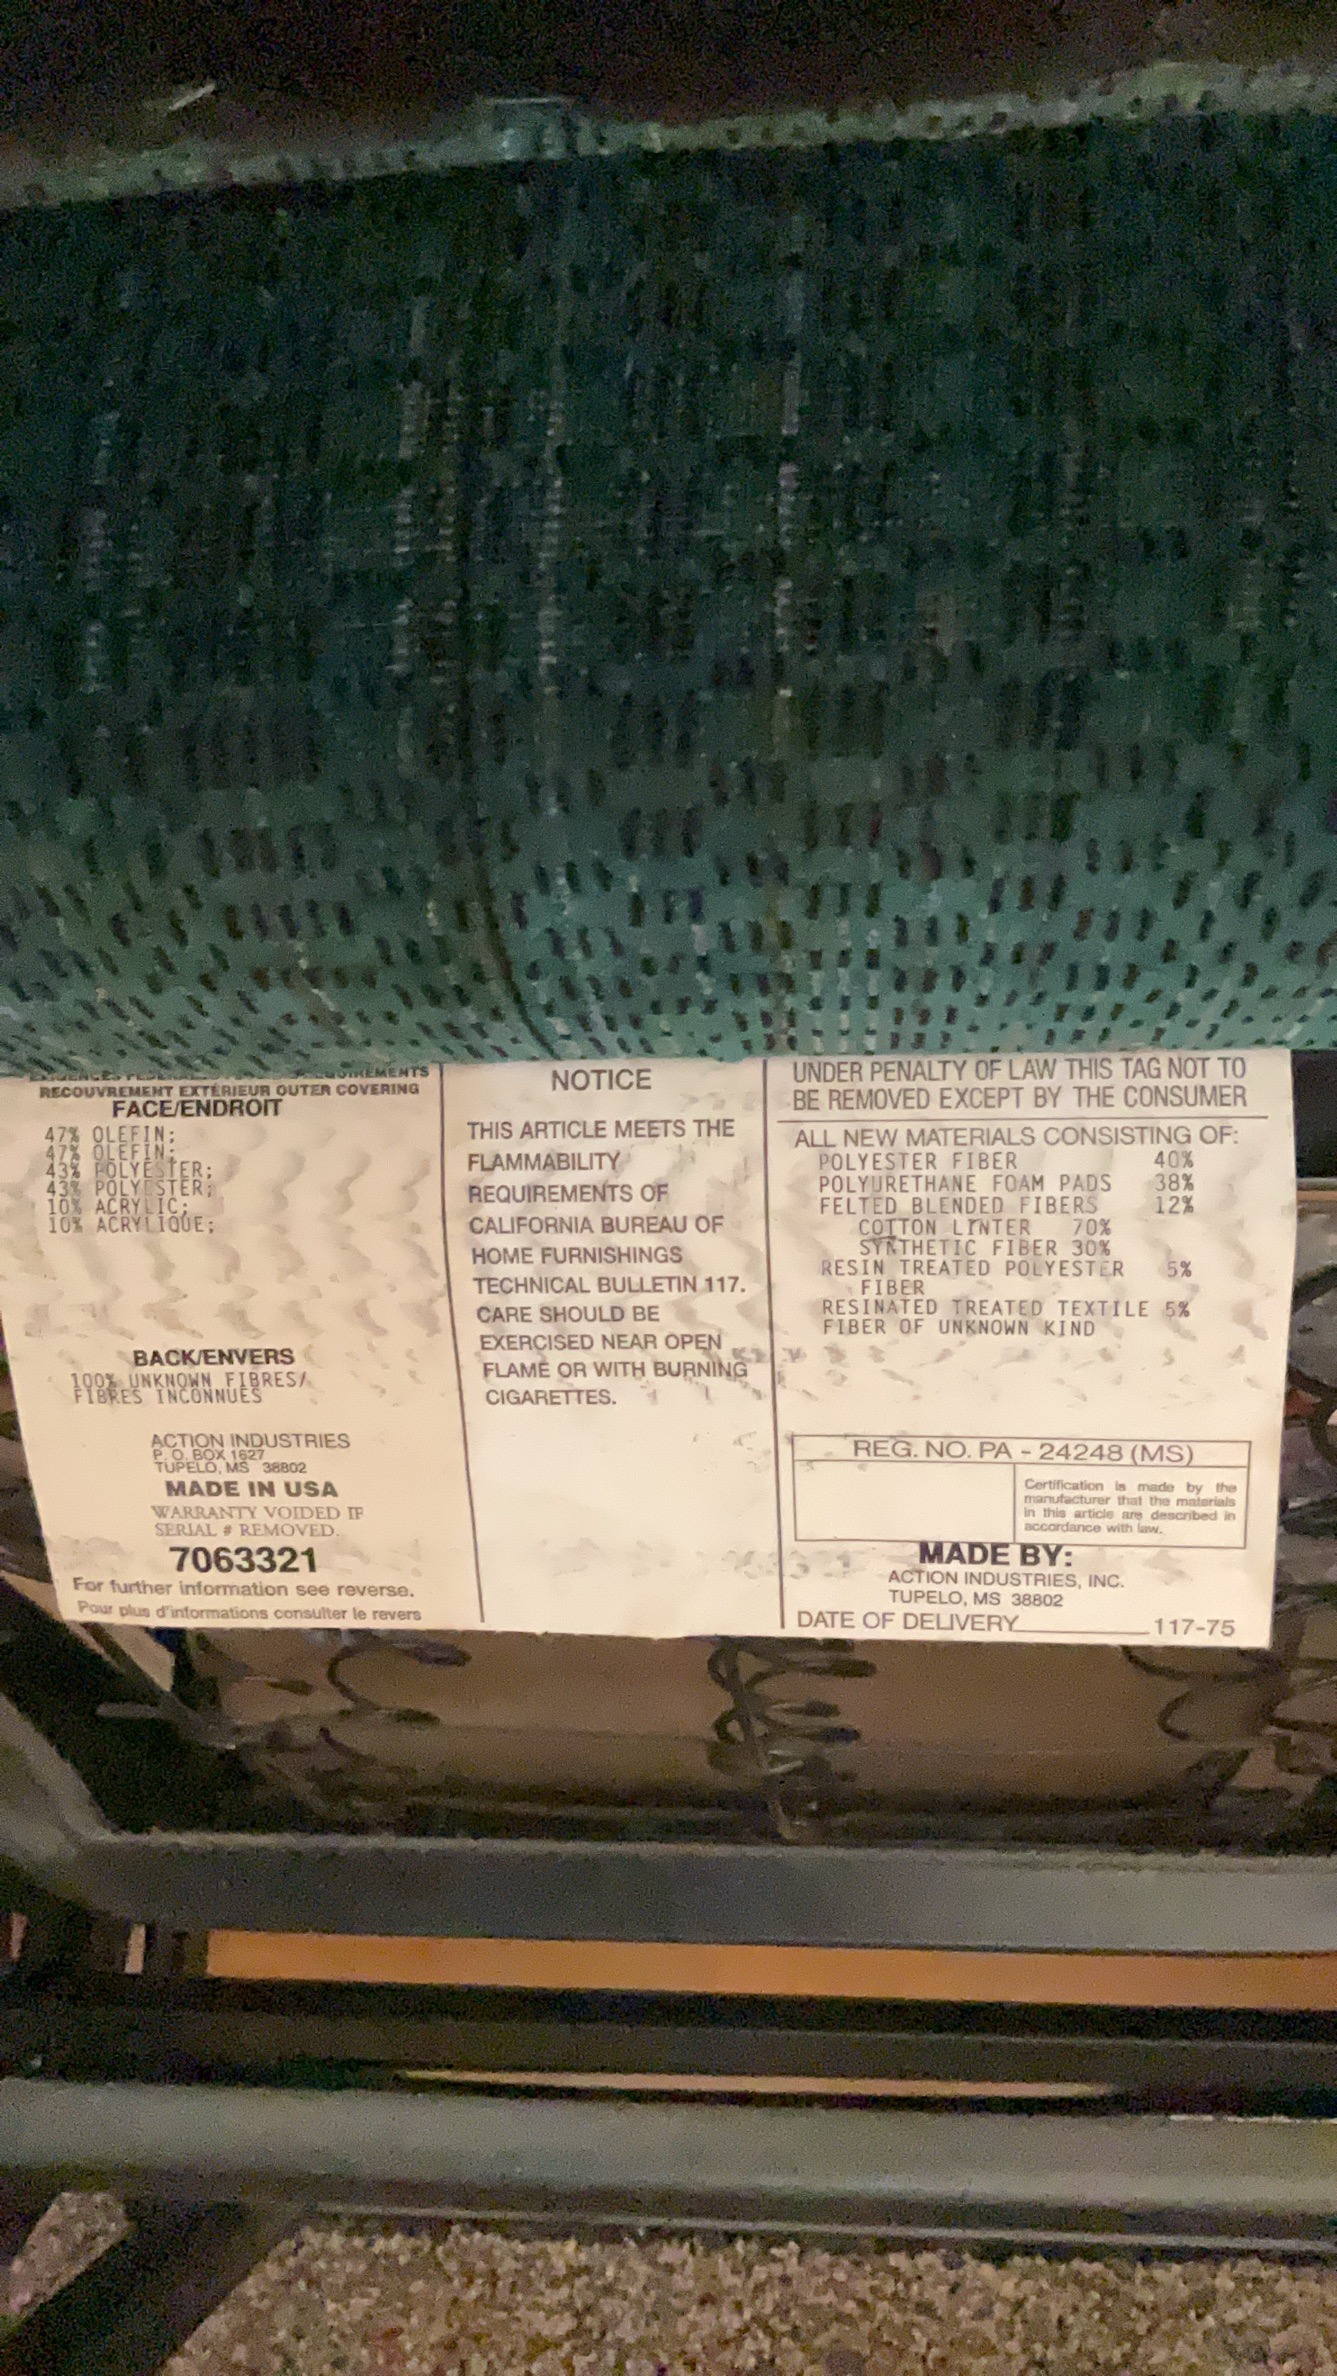 REQUIREMENTS
RECOUVREMENT EXTÉRIEUR OUTER COVERING
FACE/ENDROIT
47% OLEFIN;
47% OLEFIN;
43% POLYESTER;
43% POLYESTER;
10% ACRYLIC;
10% ACRYLIQUE;
BACK/ENVERS
100% UNKNOWN FIBRES/
FIBRES INCONNUES
ACTION INDUSTRIES
P. O. BOX 1627
TUPELO, MS 38802
MADE IN USA
WARRANTY VOIDED IF
SERIAL # REMOVED.
7063321
For further information see reverse.
Pour plus d'informations consulter le revers
NOTICE
THIS ARTICLE MEETS THE
FLAMMABILITY
REQUIREMENTS OF
CALIFORNIA BUREAU OF
HOME FURNISHINGS
TECHNICAL BULLETIN 117.
CARE SHOULD BE
EXERCISED NEAR OPEN
FLAME OR WITH BURNING
CIGARETTES.
UNDER PENALTY OF LAW THIS TAG NOT TO
BE REMOVED EXCEPT BY THE CONSUMER
ALL NEW MATERIALS CONSISTING OF:
POLYESTER FIBER 40%
POLYURETHANE FOAM PADS 38%
FELTED BLENDED FIBERS 12%
COTTON LINTER 70%
SYNTHETIC FIBER 30%
RESIN TREATED POLYESTER 5%
FIBER
RESINATED TREATED TEXTILE 5%
FIBER OF UNKNOWN KIND
REG. NO. PA - 24248 (MS)
Certification is made by the
manufacturer that the materials
in this article are described in
accordance with law.
MADE BY:
ACTION INDUSTRIES, INC.
TUPELO, MS 38802
DATE OF DELIVERY____________ 117-75